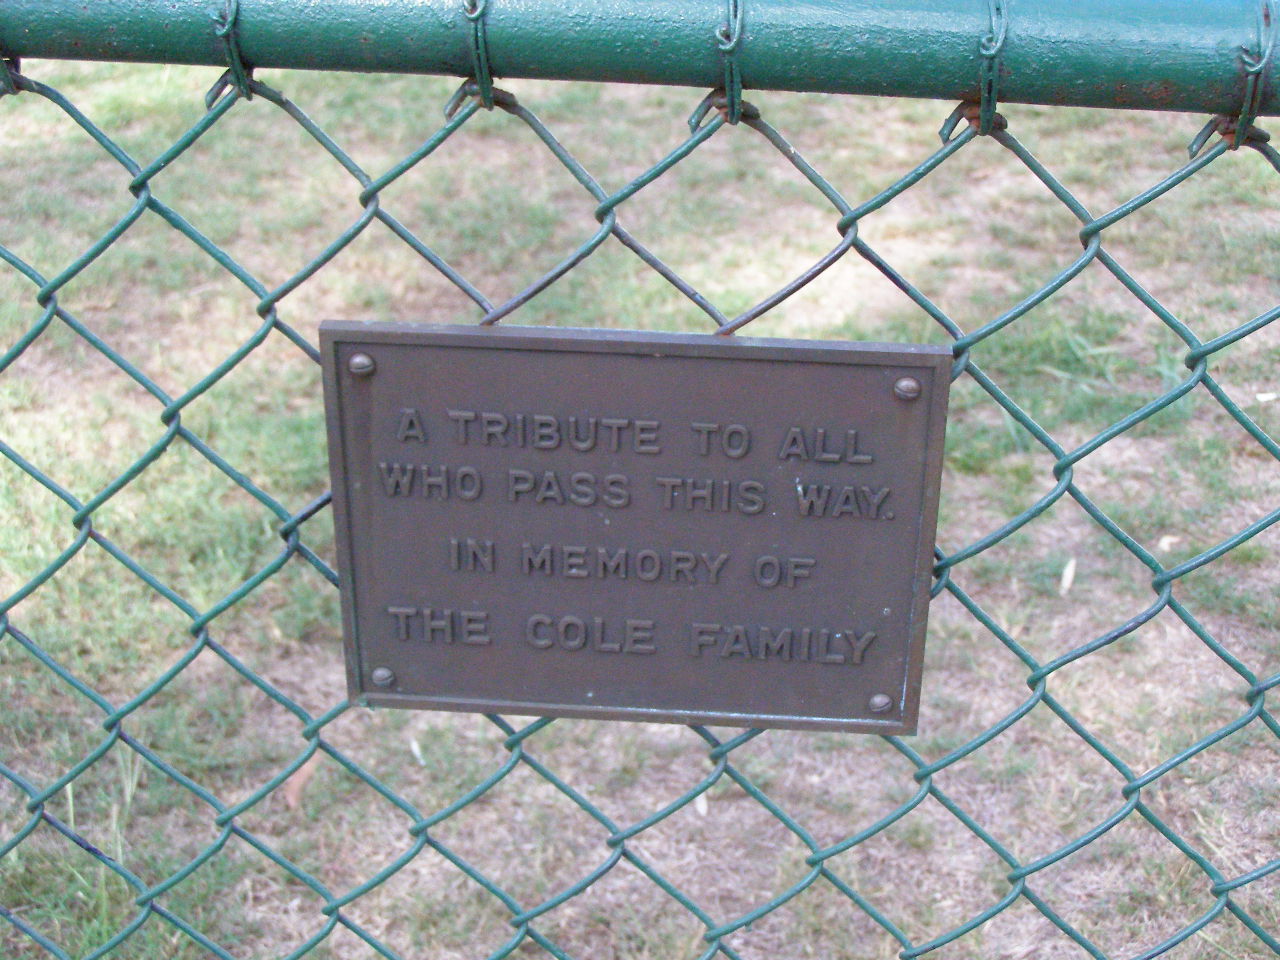 A TRIBUTE TO ALL
WHO PASS THIS WAY.
IN MEMORY OF
THE COLE FAMILY